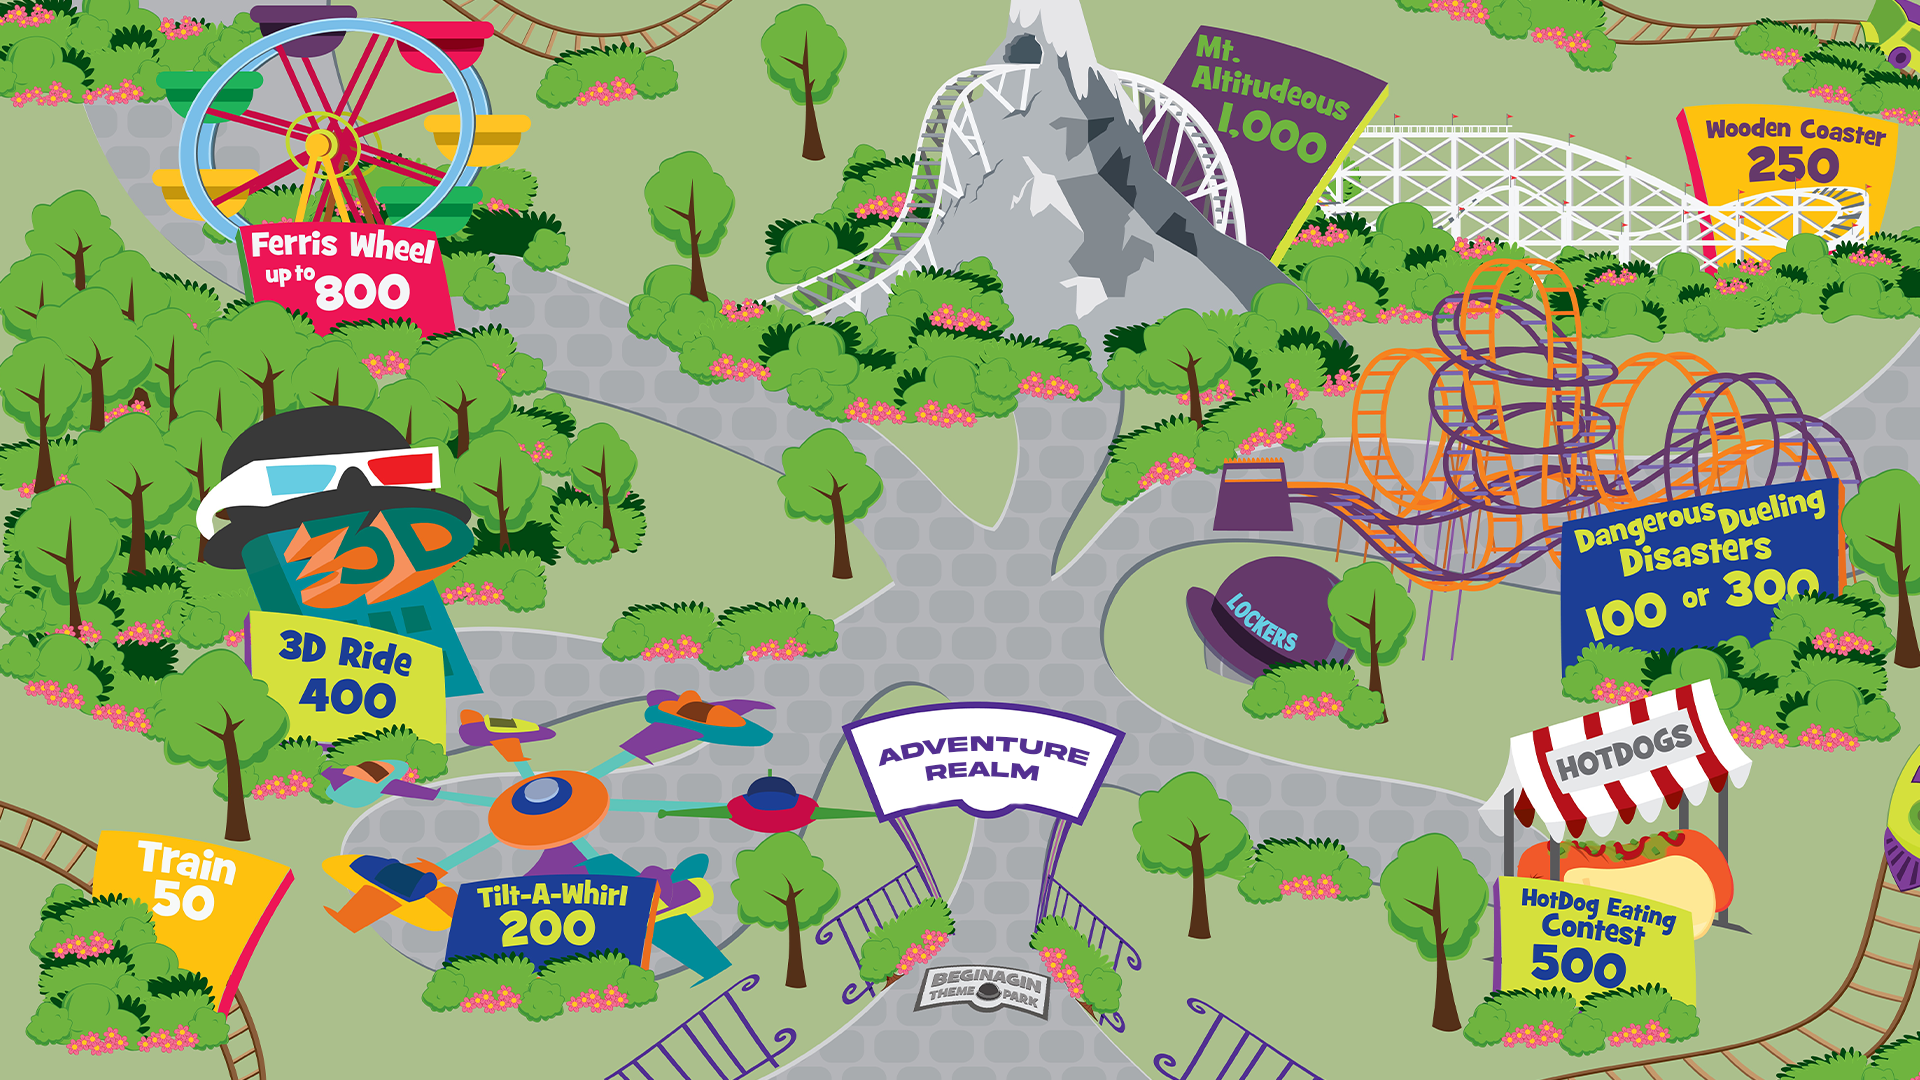 Mt.
Altitudeous
1,000
Wooden Coaster
250
Ferris Wheel
up to 800
3D
3D Ride
400
Dangerous Dueling
Disasters
100 or 300
LOCKERS
ADVENTURE
REALM
HOTDOGS
Train
50
Tilt-A-Whirl
200
HotDog Eating
Contest
500
BEGINAGIN
THEME PARK